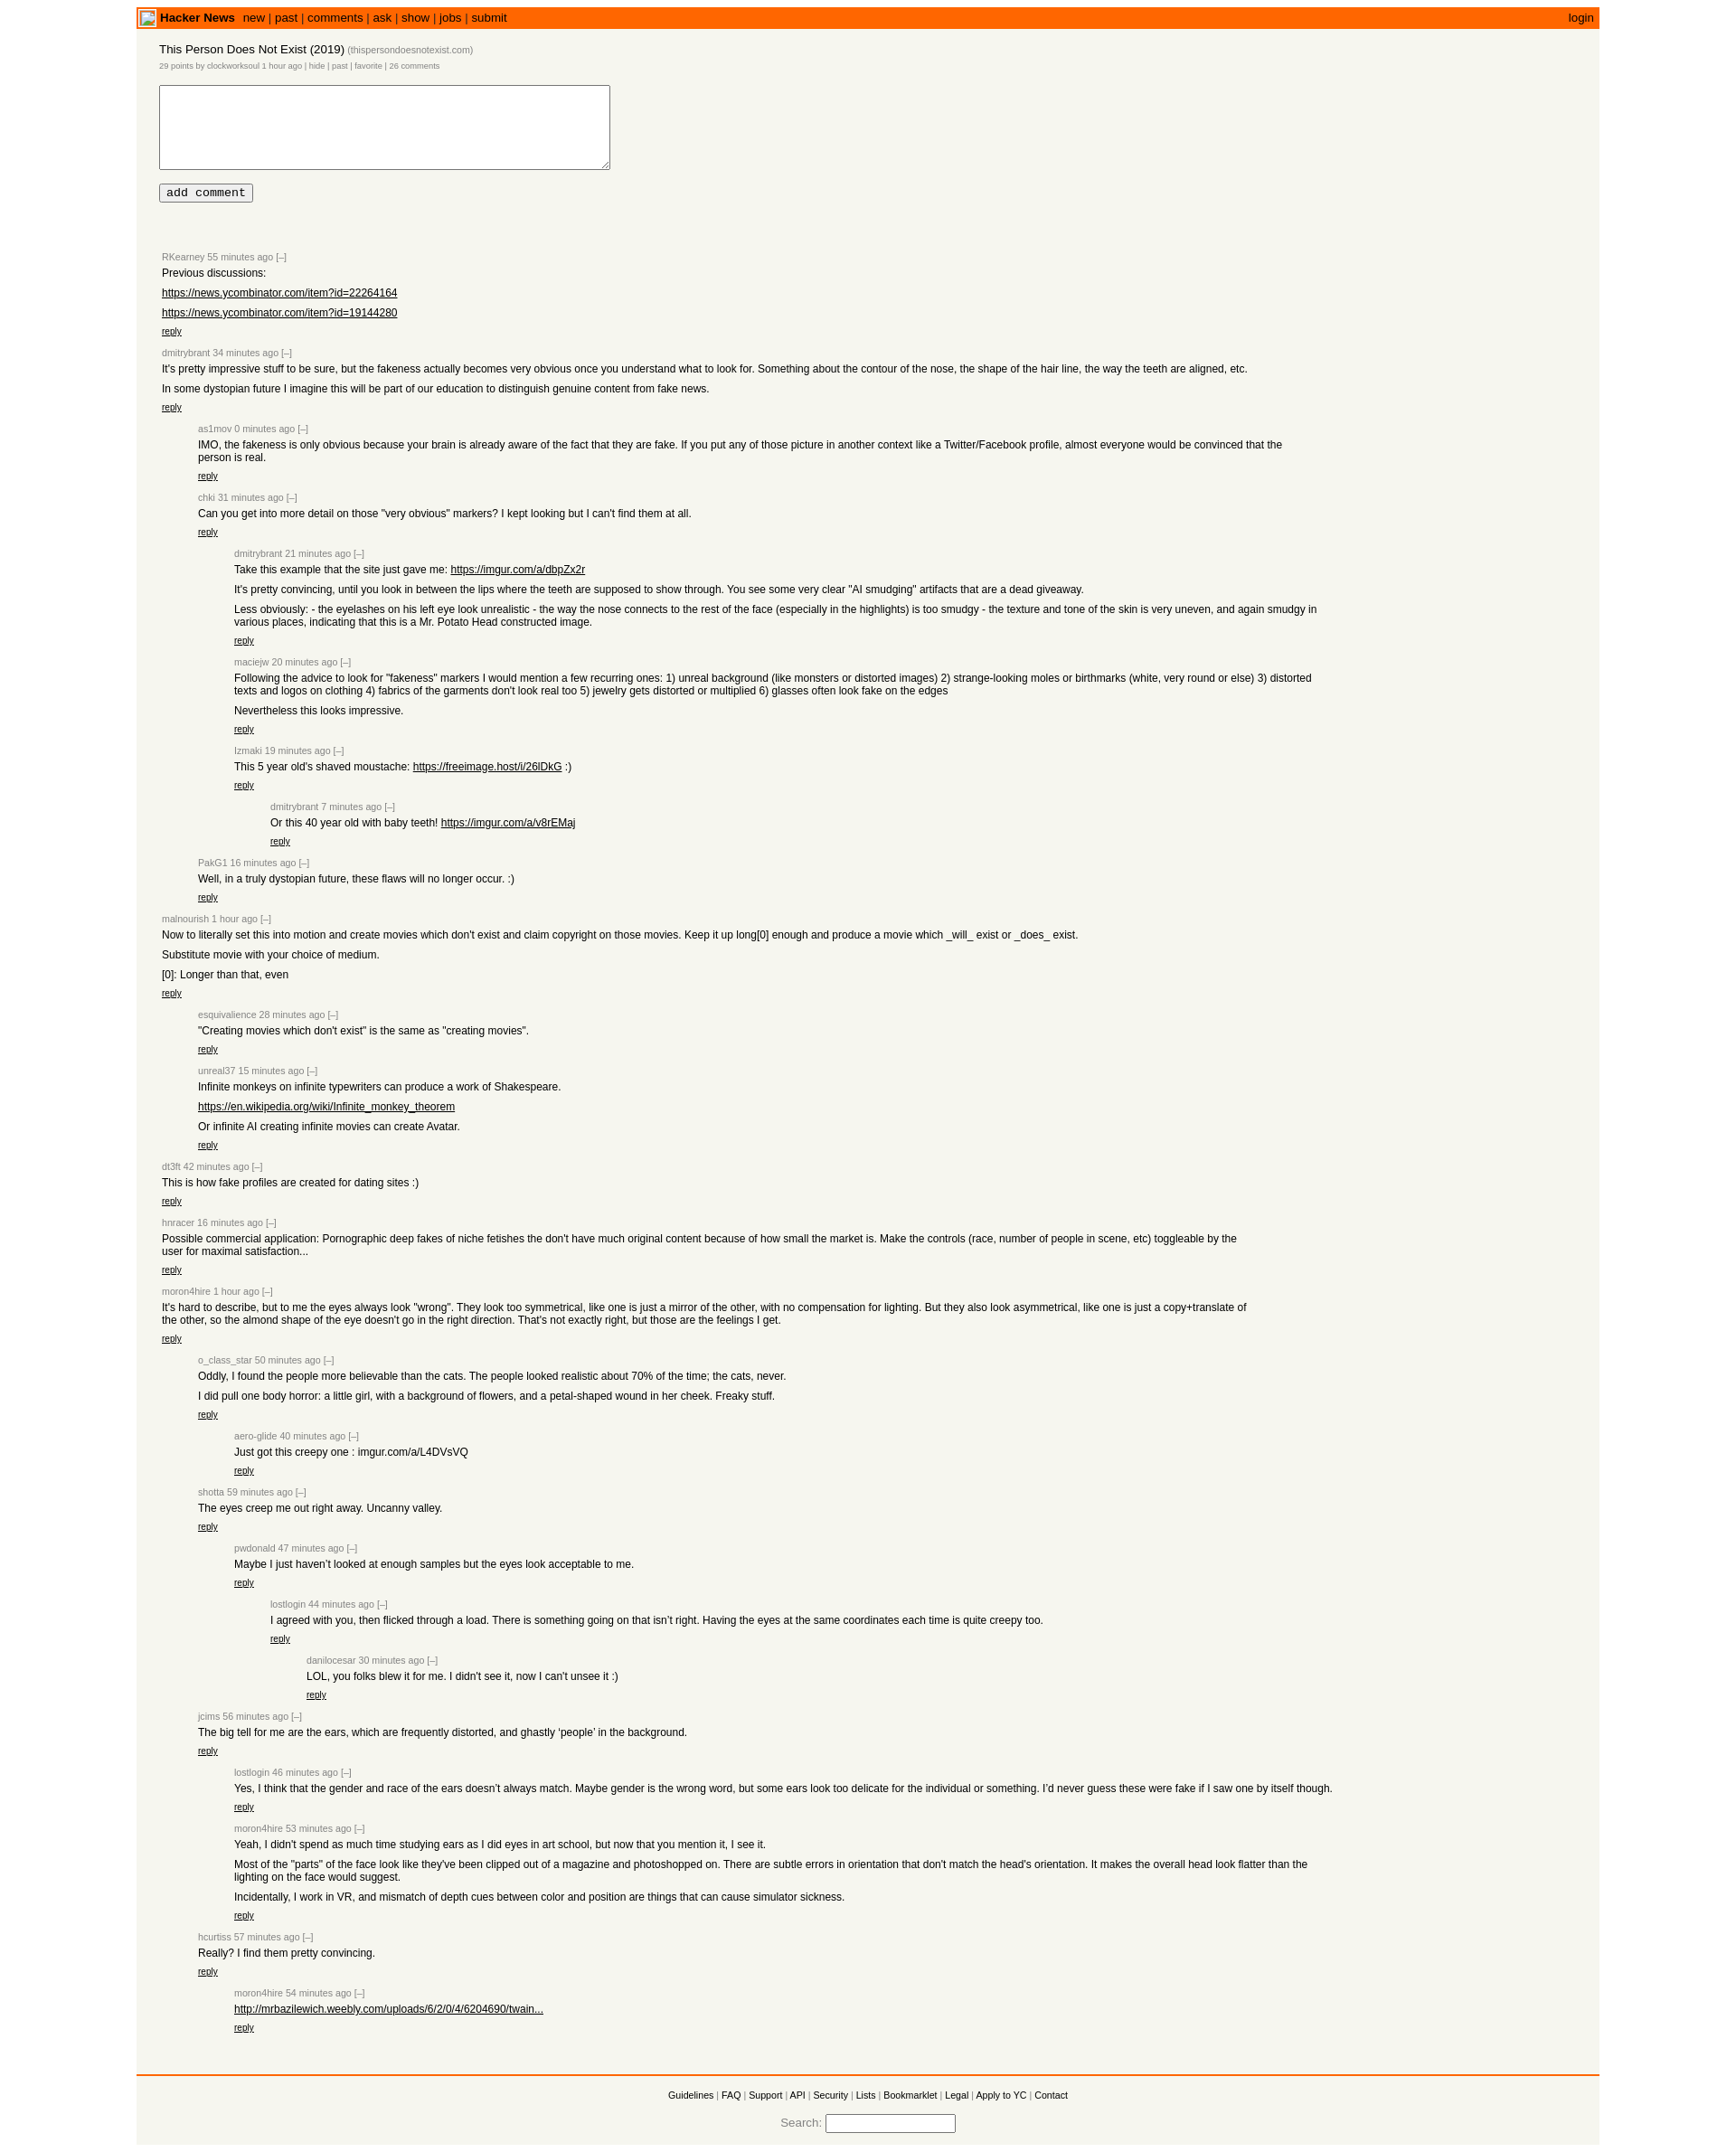 Hacker News new | past | comments | ask | show | jobs | submit login
This Person Does Not Exist (2019) (thispersondoesnotexist.com)
29 points by clockworksoul 1 hour ago | hide | past | favorite | 26 comments
add comment
RKearney 55 minutes ago [–]
Previous discussions:
https://news.ycombinator.com/item?id=22264164
https://news.ycombinator.com/item?id=19144280
reply
dmitrybrant 34 minutes ago [–]
It's pretty impressive stuff to be sure, but the fakeness actually becomes very obvious once you understand what to look for. Something about the contour of the nose, the shape of the hair line, the way the teeth are aligned, etc.
In some dystopian future I imagine this will be part of our education to distinguish genuine content from fake news.
reply
as1mov 0 minutes ago [–]
IMO, the fakeness is only obvious because your brain is already aware of the fact that they are fake. If you put any of those picture in another context like a Twitter/Facebook profile, almost everyone would be convinced that the
person is real.
reply
chki 31 minutes ago [–]
Can you get into more detail on those "very obvious" markers? I kept looking but I can't find them at all.
reply
dmitrybrant 21 minutes ago [–]
Take this example that the site just gave me: https://imgur.com/a/dbpZx2r
It's pretty convincing, until you look in between the lips where the teeth are supposed to show through. You see some very clear "AI smudging" artifacts that are a dead giveaway.
Less obviously: - the eyelashes on his left eye look unrealistic - the way the nose connects to the rest of the face (especially in the highlights) is too smudgy - the texture and tone of the skin is very uneven, and again smudgy in
various places, indicating that this is a Mr. Potato Head constructed image.
reply
maciejw 20 minutes ago [–]
Following the advice to look for "fakeness" markers I would mention a few recurring ones: 1) unreal background (like monsters or distorted images) 2) strange-looking moles or birthmarks (white, very round or else) 3) distorted
texts and logos on clothing 4) fabrics of the garments don't look real too 5) jewelry gets distorted or multiplied 6) glasses often look fake on the edges
Nevertheless this looks impressive.
reply
Izmaki 19 minutes ago [–]
This 5 year old's shaved moustache: https://freeimage.host/i/26lDkG :)
reply
dmitrybrant 7 minutes ago [–]
Or this 40 year old with baby teeth! https://imgur.com/a/v8rEMaj
reply
PakG1 16 minutes ago [–]
Well, in a truly dystopian future, these flaws will no longer occur. :)
reply
malnourish 1 hour ago [–]
Now to literally set this into motion and create movies which don't exist and claim copyright on those movies. Keep it up long[0] enough and produce a movie which _will_ exist or _does_ exist.
Substitute movie with your choice of medium.
[0]: Longer than that, even
reply
esquivalience 28 minutes ago [–]
"Creating movies which don't exist" is the same as "creating movies".
reply
unreal37 15 minutes ago [–]
Infinite monkeys on infinite typewriters can produce a work of Shakespeare.
https://en.wikipedia.org/wiki/Infinite_monkey_theorem
Or infinite AI creating infinite movies can create Avatar.
reply
dt3ft 42 minutes ago [–]
This is how fake profiles are created for dating sites :)
reply
hnracer 16 minutes ago [–]
Possible commercial application: Pornographic deep fakes of niche fetishes the don't have much original content because of how small the market is. Make the controls (race, number of people in scene, etc) toggleable by the
user for maximal satisfaction...
reply
moron4hire 1 hour ago [–]
It's hard to describe, but to me the eyes always look "wrong". They look too symmetrical, like one is just a mirror of the other, with no compensation for lighting. But they also look asymmetrical, like one is just a copy+translate of
the other, so the almond shape of the eye doesn't go in the right direction. That's not exactly right, but those are the feelings I get.
reply
o_class_star 50 minutes ago [–]
Oddly, I found the people more believable than the cats. The people looked realistic about 70% of the time; the cats, never.
I did pull one body horror: a little girl, with a background of flowers, and a petal-shaped wound in her cheek. Freaky stuff.
reply
aero-glide 40 minutes ago [–]
Just got this creepy one : imgur.com/a/L4DVsVQ
reply
shotta 59 minutes ago [–]
The eyes creep me out right away. Uncanny valley.
reply
pwdonald 47 minutes ago [–]
Maybe I just haven’t looked at enough samples but the eyes look acceptable to me.
reply
lostlogin 44 minutes ago [–]
I agreed with you, then flicked through a load. There is something going on that isn’t right. Having the eyes at the same coordinates each time is quite creepy too.
reply
danilocesar 30 minutes ago [–]
LOL, you folks blew it for me. I didn't see it, now I can't unsee it :)
reply
jcims 56 minutes ago [–]
The big tell for me are the ears, which are frequently distorted, and ghastly ‘people’ in the background.
reply
lostlogin 46 minutes ago [–]
Yes, I think that the gender and race of the ears doesn’t always match. Maybe gender is the wrong word, but some ears look too delicate for the individual or something. I’d never guess these were fake if I saw one by itself though.
reply
moron4hire 53 minutes ago [–]
Yeah, I didn't spend as much time studying ears as I did eyes in art school, but now that you mention it, I see it.
Most of the "parts" of the face look like they've been clipped out of a magazine and photoshopped on. There are subtle errors in orientation that don't match the head's orientation. It makes the overall head look flatter than the
lighting on the face would suggest.
Incidentally, I work in VR, and mismatch of depth cues between color and position are things that can cause simulator sickness.
reply
hcurtiss 57 minutes ago [–]
Really? I find them pretty convincing.
reply
moron4hire 54 minutes ago [–]
http://mrbazilewich.weebly.com/uploads/6/2/0/4/6204690/twain...
reply
Guidelines | FAQ | Support | API | Security | Lists | Bookmarklet | Legal | Apply to YC | Contact
Search: